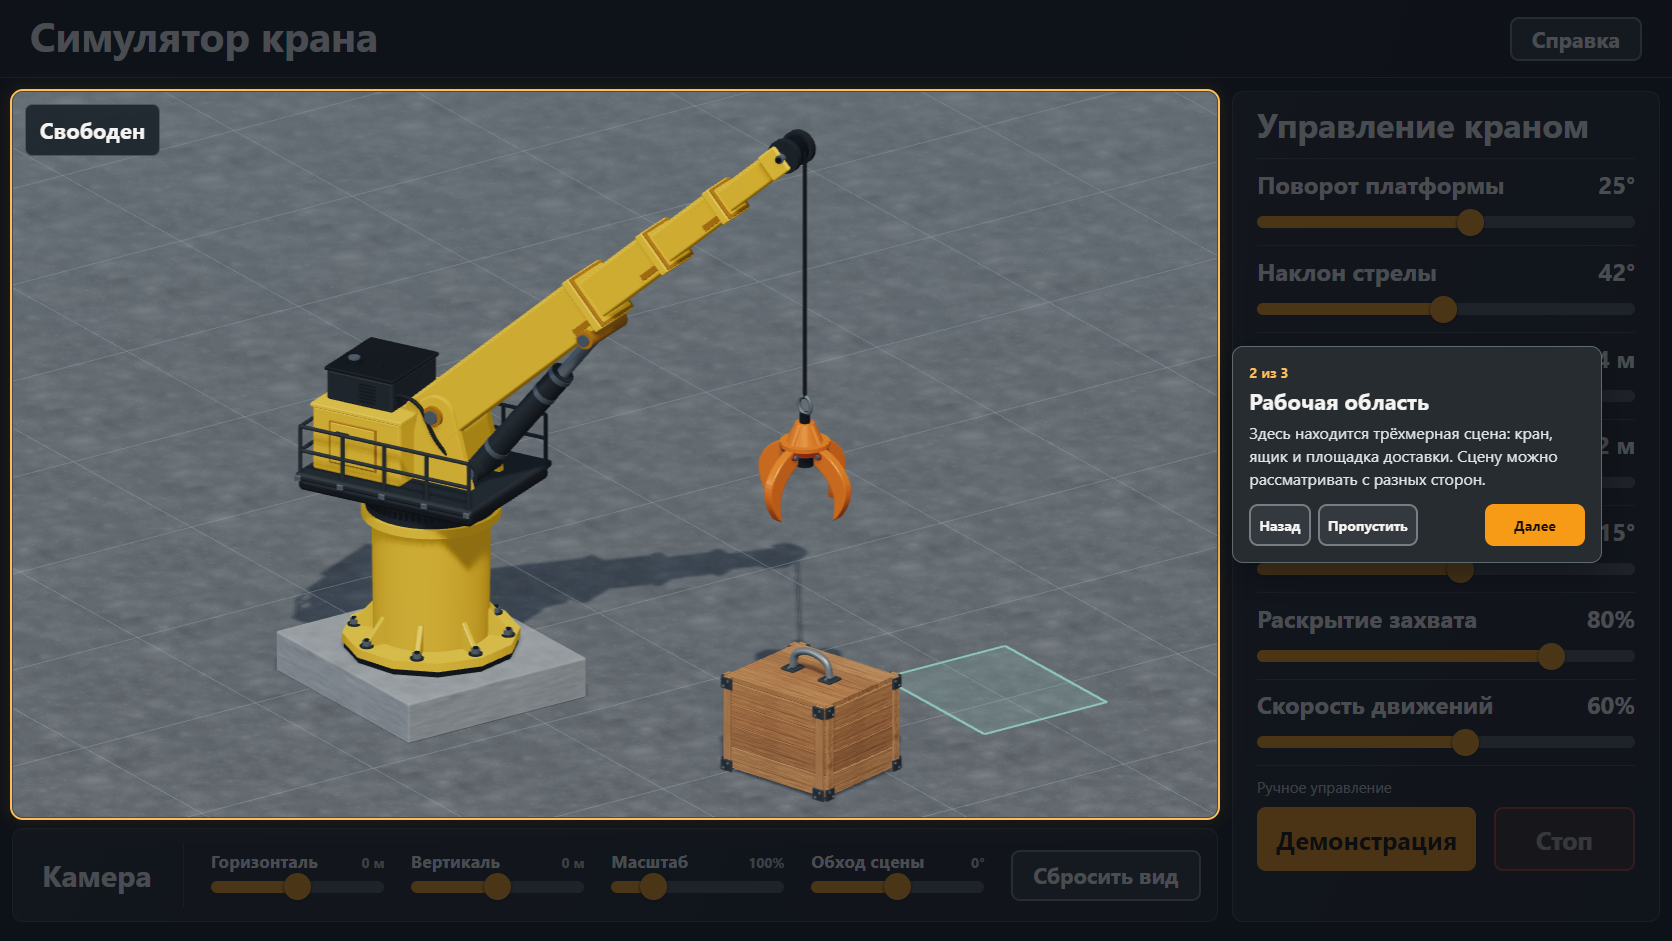 Симулятор крана
Справка
Свободен
Управление краном
Поворот платформы 25°
Наклон стрелы 42°
4 м
2 м
15°
2 из 3
Рабочая область
Здесь находится трёхмерная сцена: кран,
ящик и площадка доставки. Сцену можно
рассматривать с разных сторон.
Назад Пропустить Далее
Раскрытие захвата 80%
Скорость движений 60%
Ручное управление
Демонстрация Стоп
Камера
Горизонталь 0 м
Вертикаль 0 м
Масштаб 100%
Обход сцены 0°
Сбросить вид